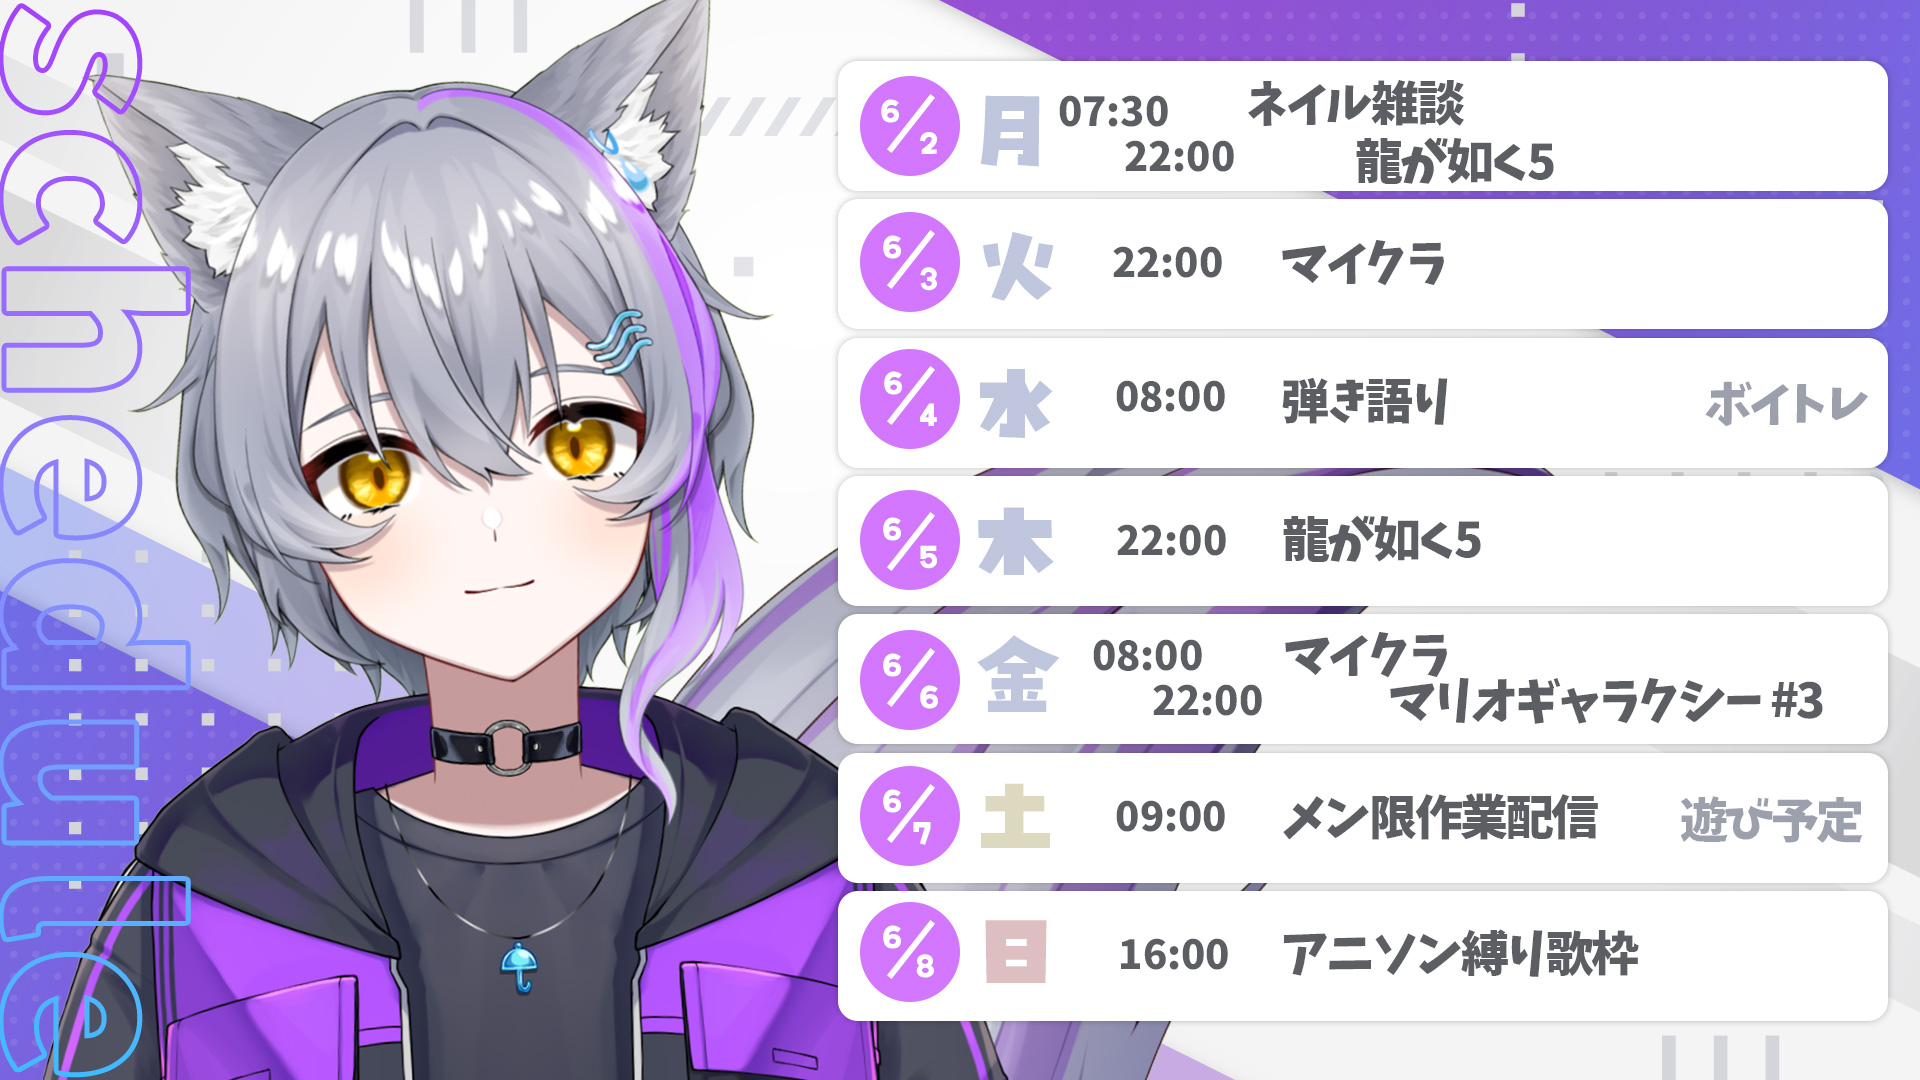 schedule
6/2 月 07:30 ネイル雑談
22:00 龍が如く5
6/3 火 22:00 マイクラ
6/4 水 08:00 弾き語り ボイトレ
6/5 木 22:00 龍が如く5
6/6 金 08:00 マイクラ
22:00 マリオギャラクシー #3
6/7 土 09:00 メン限作業配信 遊び予定
6/8 日 16:00 アニソン縛り歌枠